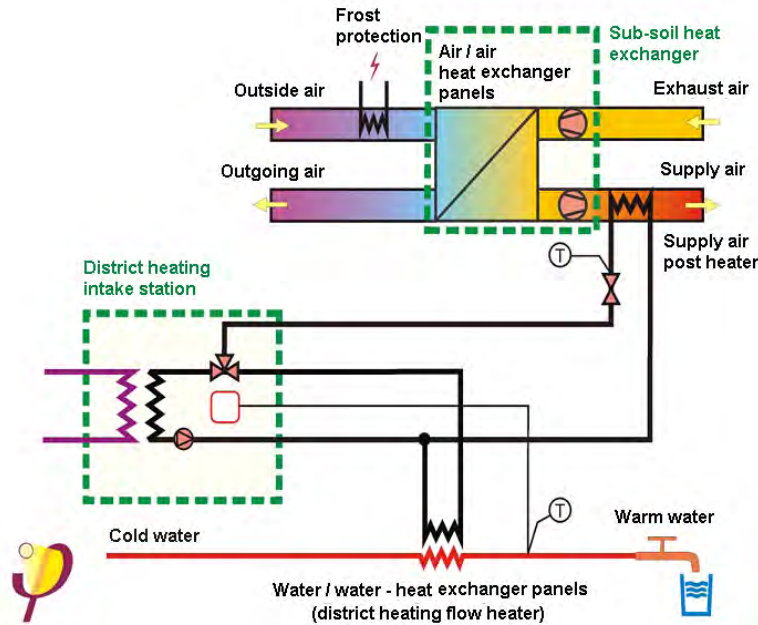 Frost
protection
Sub-soil heat
exchanger
Air / air
heat exchanger
panels
Outside air
Exhaust air
Outgoing air
Supply air
Supply air
post heater
T
District heating
intake station
T
Cold water
Warm water
Water / water - heat exchanger panels
(district heating flow heater)